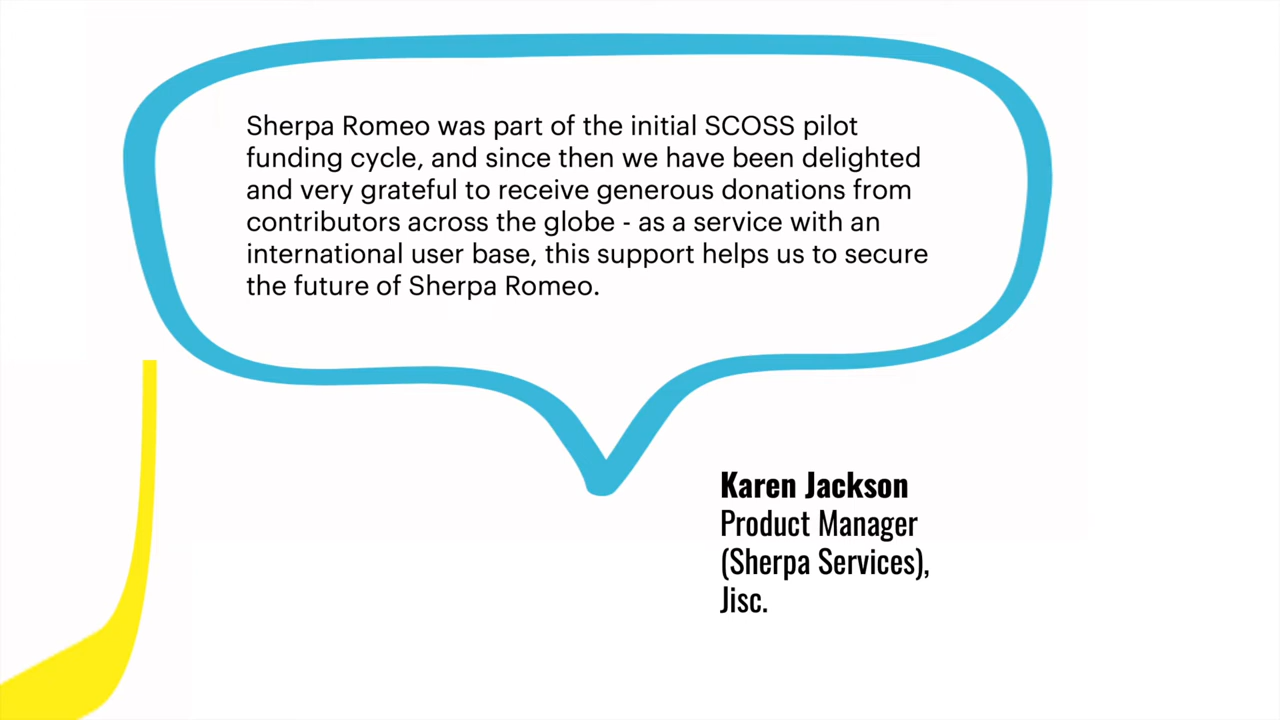 Sherpa Romeo was part of the initial SCOSS pilot
funding cycle, and since then we have been delighted
and very grateful to receive generous donations from
contributors across the globe - as a service with an
international user base, this support helps us to secure
the future of Sherpa Romeo.
Karen Jackson
Product Manager
(Sherpa Services),
Jisc.